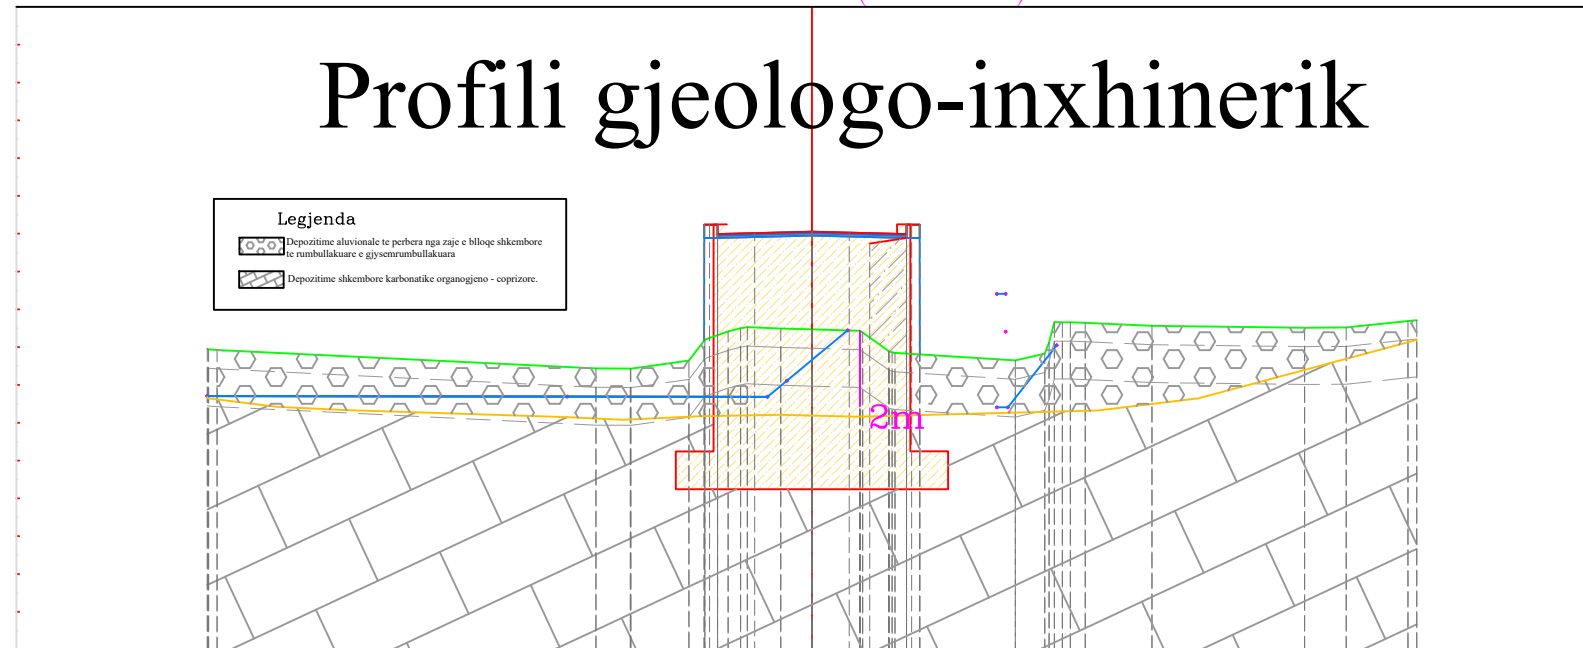 Profili gjeologo-inxhinerik
Legjenda
Depozitime aluvionale te perbera nga zaje e blloqe shkembore
te rumbullakuare e gjysemrumbullakuara
Depozitime shkembore karbonatike organogjeno - coprizore.
2m